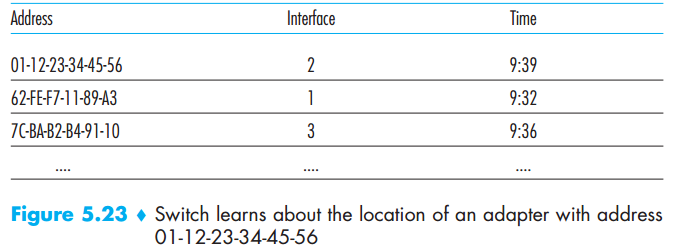 Address Interface Time
01-12-23-34-45-56 2 9:39
62-FE-F7-11-89-A3 1 9:32
7C-BA-B2-B4-91-10 3 9:36
.... .... ....
Figure 5.23 ♦ Switch learns about the location of an adapter with address
01-12-23-34-45-56